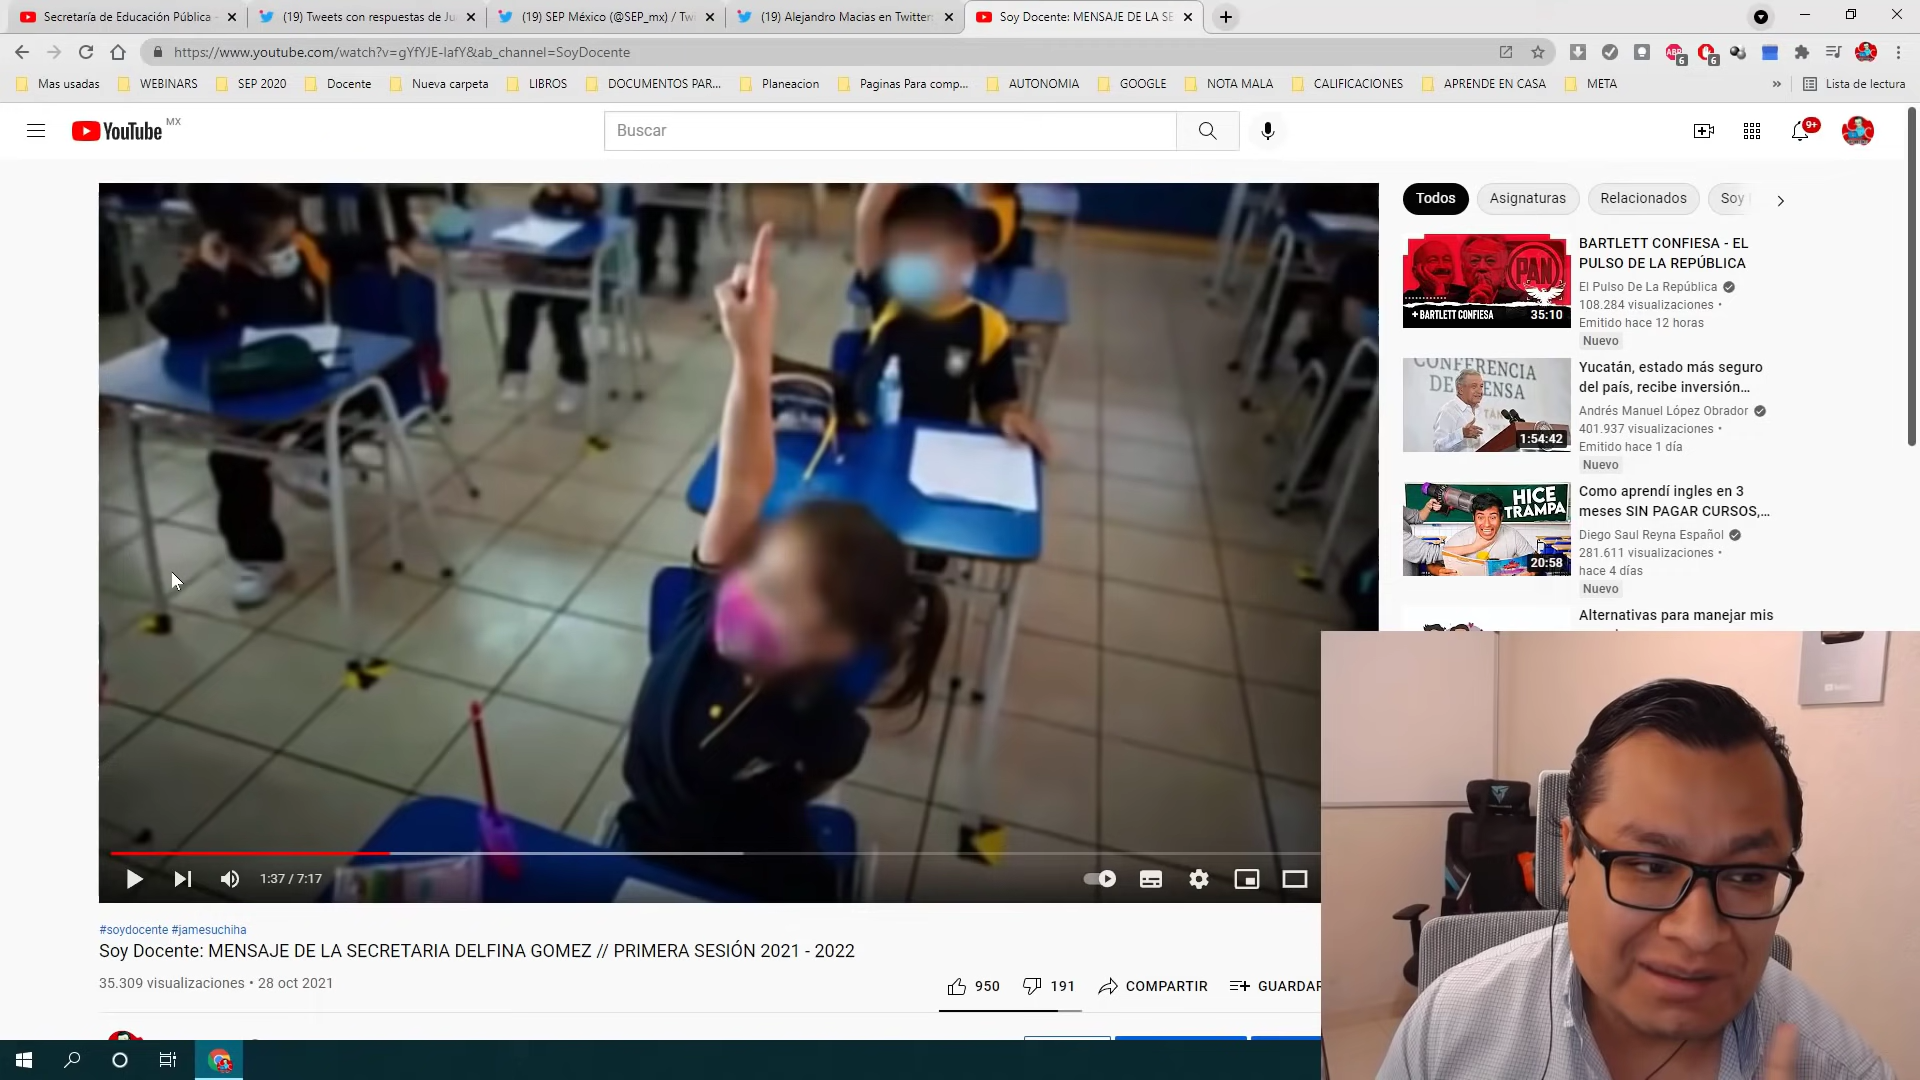 Secretaría de Educación Pública -
(19) Tweets con respuestas de Ju
(19) SEP México (@SEP_mx) / Twi
(19) Alejandro Macias en Twitter:
Soy Docente: MENSAJE DE LA SE
https://www.youtube.com/watch?v=gYfYJE-IafY&ab_channel=SoyDocente
Mas usadas
WEBINARS
SEP 2020
Docente
Nueva carpeta
LIBROS
DOCUMENTOS PAR...
Planeacion
Paginas Para comp...
AUTONOMIA
GOOGLE
NOTA MALA
CALIFICACIONES
APRENDE EN CASA
META
»
Lista de lectura
YouTube MX
Buscar
9+
Todos
Asignaturas
Relacionados
Soy
BARTLETT CONFIESA - EL
PULSO DE LA REPÚBLICA
El Pulso De La República
108.284 visualizaciones •
Emitido hace 12 horas
Nuevo
PAN
+ BARTLETT CONFIESA
35:10
Yucatán, estado más seguro
del país, recibe inversión...
Andrés Manuel López Obrador
401.937 visualizaciones •
Emitido hace 1 día
Nuevo
CONFERENCIA
1:54:42
Como aprendí ingles en 3
meses SIN PAGAR CURSOS,...
Diego Saul Reyna Español
281.611 visualizaciones •
hace 4 días
Nuevo
HICE
TRAMPA
20:58
Alternativas para manejar mis
1:37 / 7:17
#soydocente #jamesuchiha
Soy Docente: MENSAJE DE LA SECRETARIA DELFINA GOMEZ // PRIMERA SESIÓN 2021 - 2022
35.309 visualizaciones • 28 oct 2021
950
191
COMPARTIR
GUARDAR